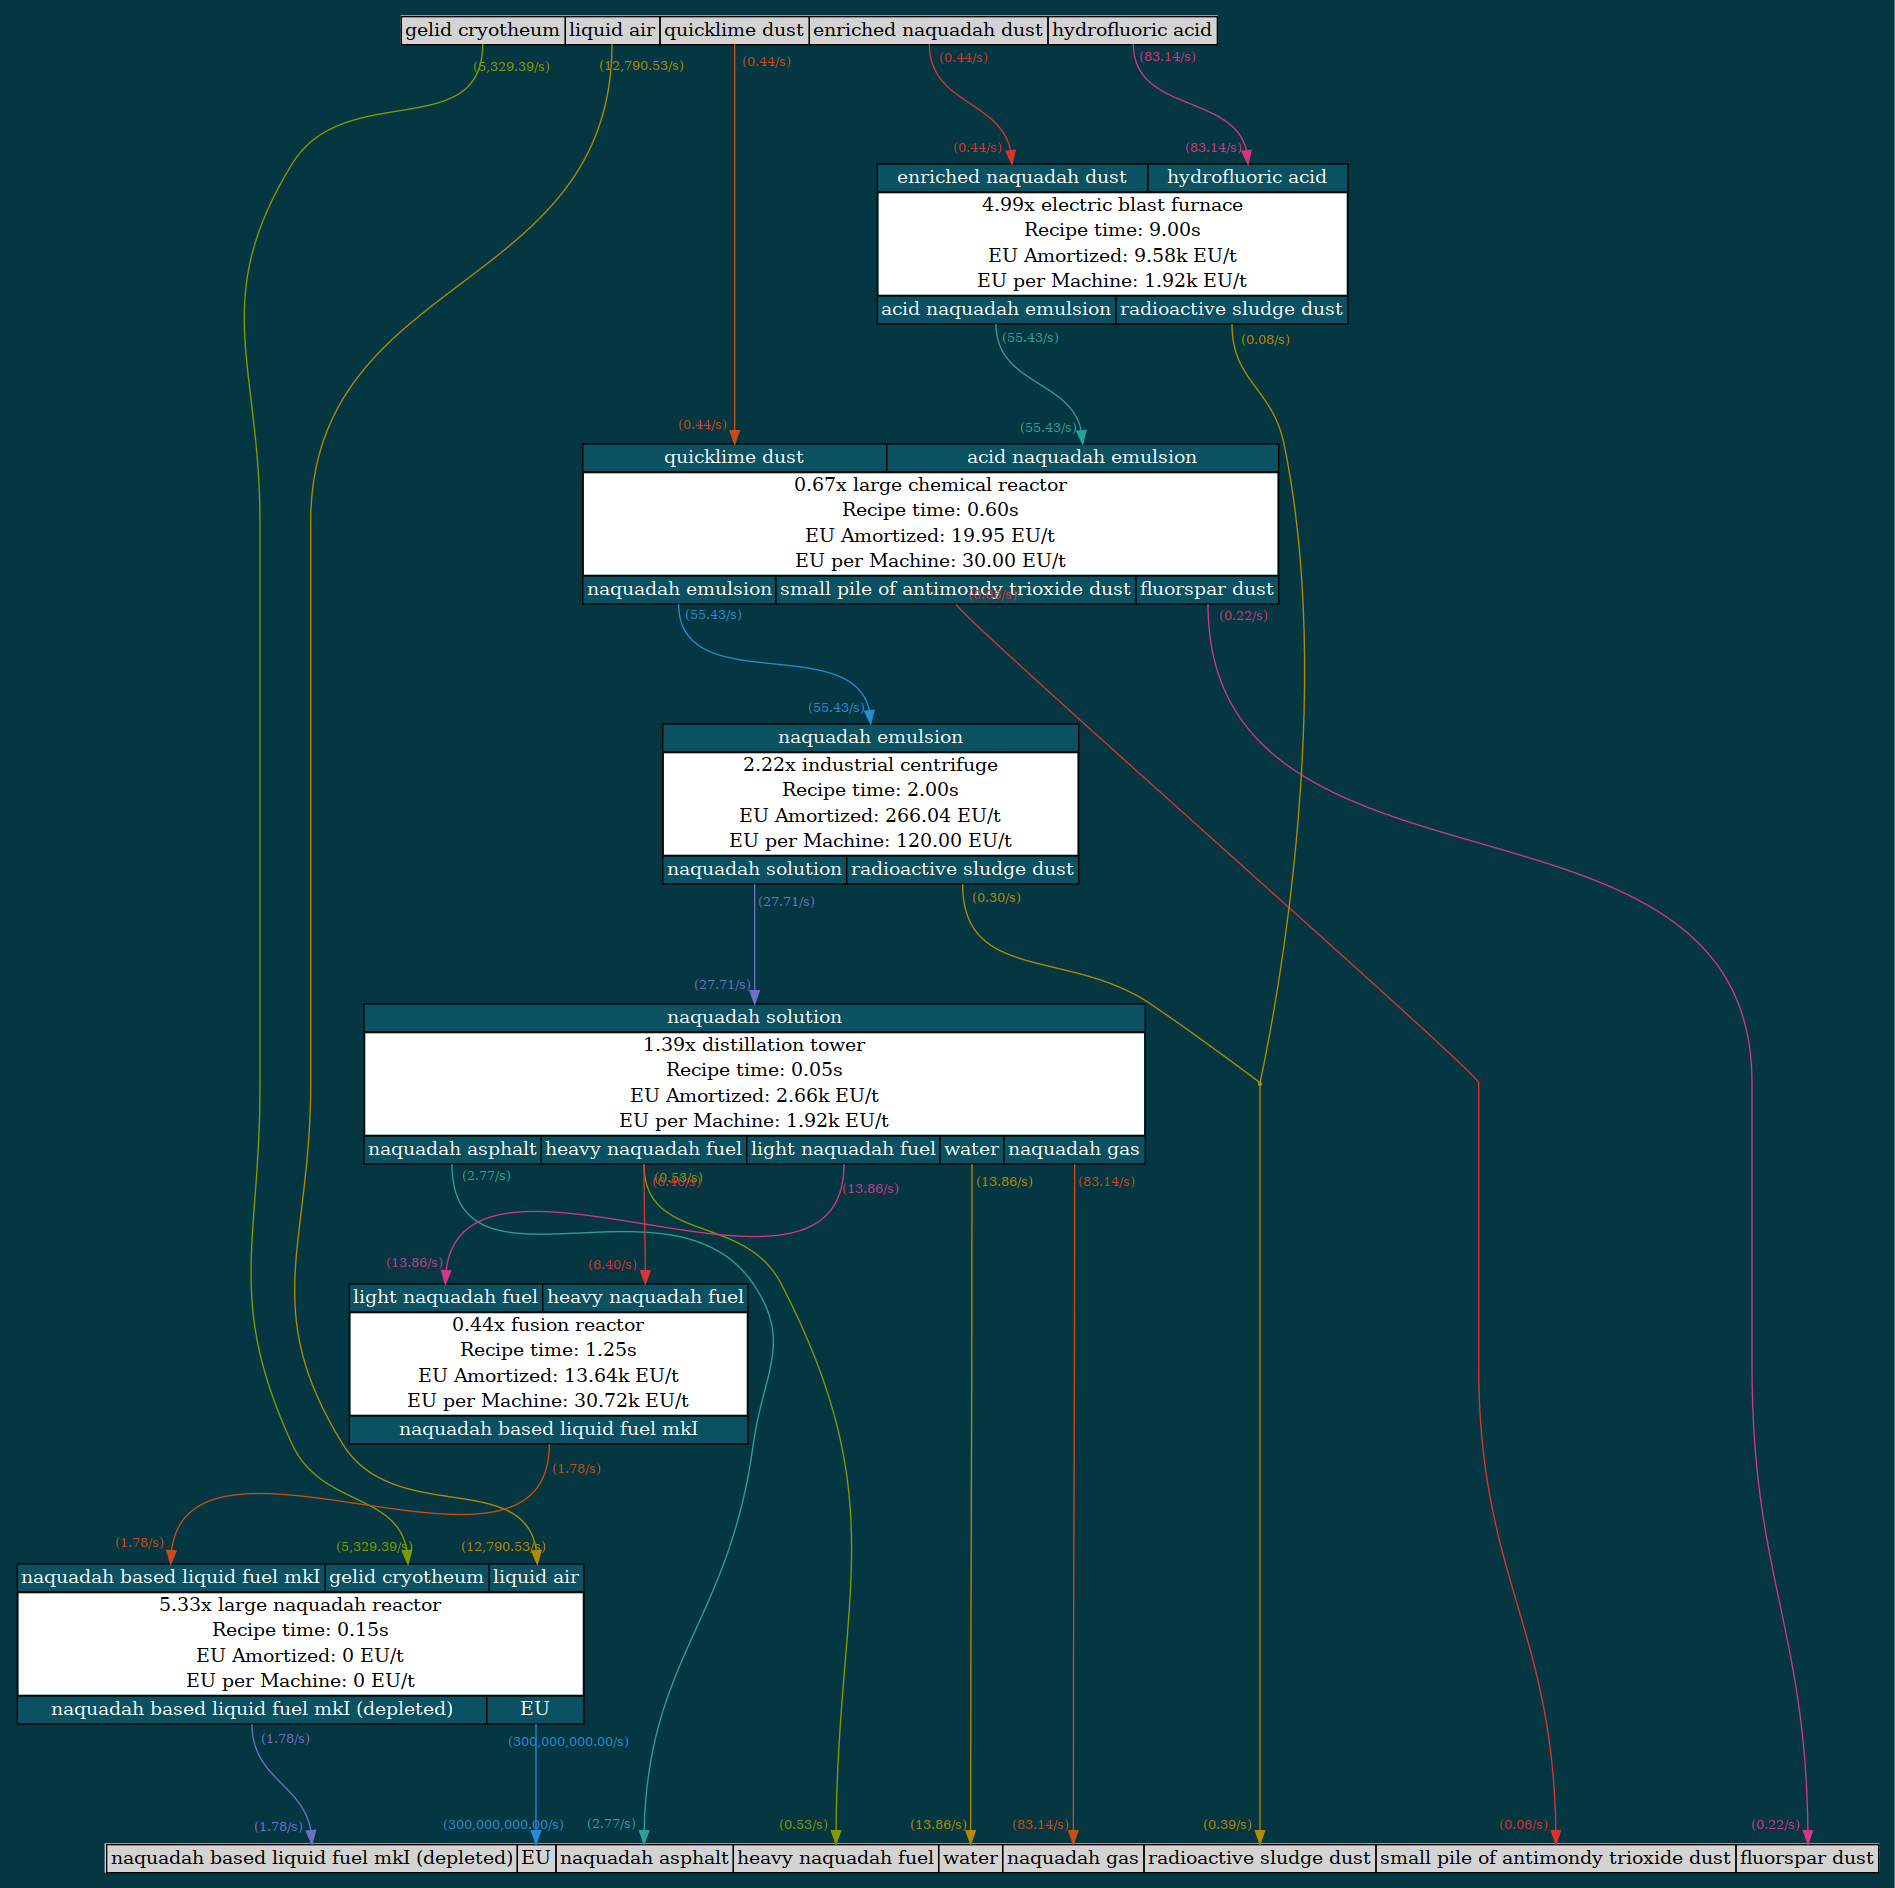 gelid cryotheum liquid air quicklime dust enriched naquadah dust hydrofluoric acid
(5,329.39/s) (12,790.53/s) (0.44/s) (0.44/s) (83.14/s)
(0.44/s) (83.14/s)
enriched naquadah dust hydrofluoric acid
4.99x electric blast furnace
Recipe time: 9.00s
EU Amortized: 9.58k EU/t
EU per Machine: 1.92k EU/t
acid naquadah emulsion radioactive sludge dust
(55.43/s) (0.08/s)
(0.44/s) (55.43/s)
quicklime dust acid naquadah emulsion
0.67x large chemical reactor
Recipe time: 0.60s
EU Amortized: 19.95 EU/t
EU per Machine: 30.00 EU/t
naquadah emulsion small pile of antimondy trioxide dust fluorspar dust
(55.43/s) (0.22/s)
(55.43/s)
naquadah emulsion
2.22x industrial centrifuge
Recipe time: 2.00s
EU Amortized: 266.04 EU/t
EU per Machine: 120.00 EU/t
naquadah solution radioactive sludge dust
(27.71/s) (0.30/s)
(27.71/s)
naquadah solution
1.39x distillation tower
Recipe time: 0.05s
EU Amortized: 2.66k EU/t
EU per Machine: 1.92k EU/t
naquadah asphalt heavy naquadah fuel light naquadah fuel water naquadah gas
(2.77/s) (0.53/s) (6.40/s) (13.86/s) (13.86/s) (83.14/s)
(13.86/s) (6.40/s)
light naquadah fuel heavy naquadah fuel
0.44x fusion reactor
Recipe time: 1.25s
EU Amortized: 13.64k EU/t
EU per Machine: 30.72k EU/t
naquadah based liquid fuel mkI
(1.78/s)
(1.78/s) (5,329.39/s) (12,790.53/s)
naquadah based liquid fuel mkI gelid cryotheum liquid air
5.33x large naquadah reactor
Recipe time: 0.15s
EU Amortized: 0 EU/t
EU per Machine: 0 EU/t
naquadah based liquid fuel mkI (depleted) EU
(1.78/s) (300,000,000.00/s)
(1.78/s) (300,000,000.00/s) (2.77/s) (0.53/s) (13.86/s) (83.14/s) (0.39/s) (0.06/s) (0.22/s)
naquadah based liquid fuel mkI (depleted) EU naquadah asphalt heavy naquadah fuel water naquadah gas radioactive sludge dust small pile of antimondy trioxide dust fluorspar dust